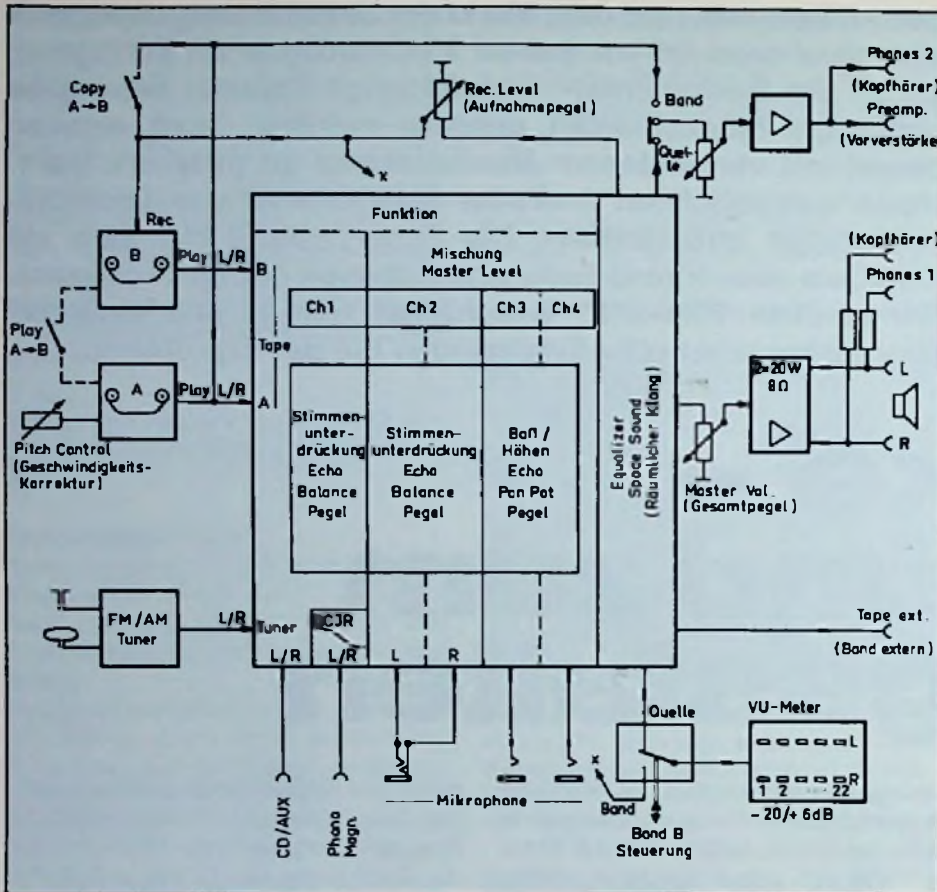 Copy
A→B
Rec. Level
(Aufnahmepegel)
Band
Quel-
le
Phones 2
(Kopfhörer)
Preamp.
(Vorverstärker
x
Rec.
B
Play
L/R
B
Play
A→B
Tape
A
Play
L/R
A
Pitch Control
(Geschwindigkeits-
Korrektur)
Funktion
Mischung
Master Level
Ch1
Ch2
Ch3
Ch4
Stimmen-
unter-
drückung
Echo
Balance
Pegel
Stimmen-
unterdrückung
Echo
Balance
Pegel
Baß /
Höhen
Echo
Pan Pot
Pegel
Equalizer
Space Sound
(Räumlicher Klang)
(Kopfhörer)
Phones 1
2×20W
8Ω
L
R
Master Vol.
(Gesamtpegel)
FM/AM
Tuner
L/R
Tuner
L/R
L/R
L
R
Tape ext.
(Band extern)
CD/AUX
Phono
Magn.
Mikrophone
Quelle
x
Band
Band B
Steuerung
VU-Meter
L
R
1 2 ... 22
-20/+6dB